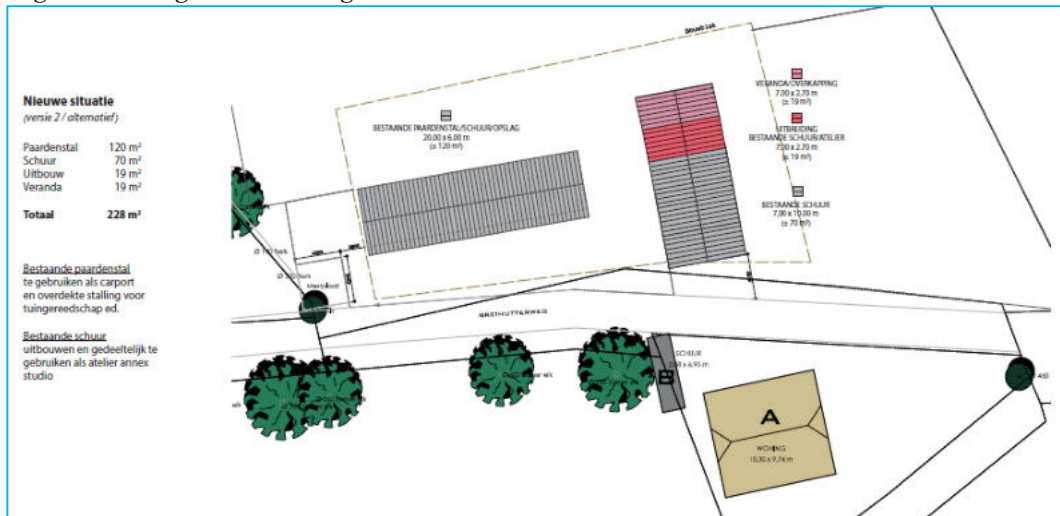 Nieuwe situatie
(versie 2 / alternatief)
Paardenstal 120 m²
Schuur 70 m²
Uitbouw 19 m²
Veranda 19 m²
Totaal 228 m²
Bestaande paardenstal
te gebruiken als carport
en overdekte stalling voor
tuingereedschap ed.
Bestaande schuur
uitbouwen en gedeeltelijk te
gebruiken als atelier annex
studio
BESTAANDE PAARDENSTAL/SCHUUR/OPSLAG
20.00 x 6.00 m
(± 120 m²)
VERANDA/OVERKAPPING
7.00 x 2.70 m
(± 19 m²)
UITBREIDING
BESTAANDE SCHUUR/ATELIER
7.00 x 2.70 m
(± 19 m²)
BESTAANDE SCHUUR
7,00 x 10.00 m
(± 70 m²)
SCHUUR
B
A
WONING
10,30 x 9,74 m